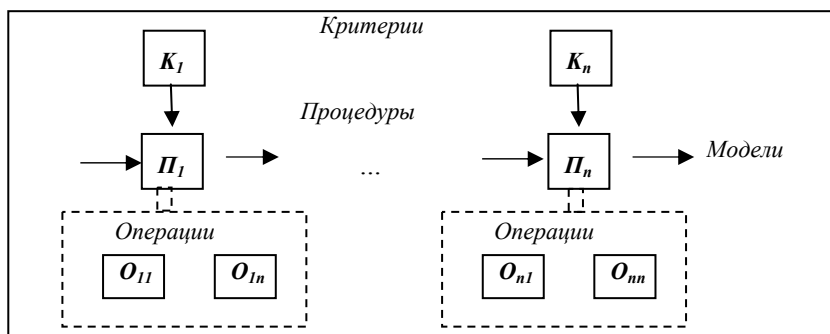 Критерии
K₁ Kₙ
Процедуры
П₁ ... Пₙ Модели
Операции Операции
O₁₁ O₁ₙ Oₙ₁ Oₙₙ